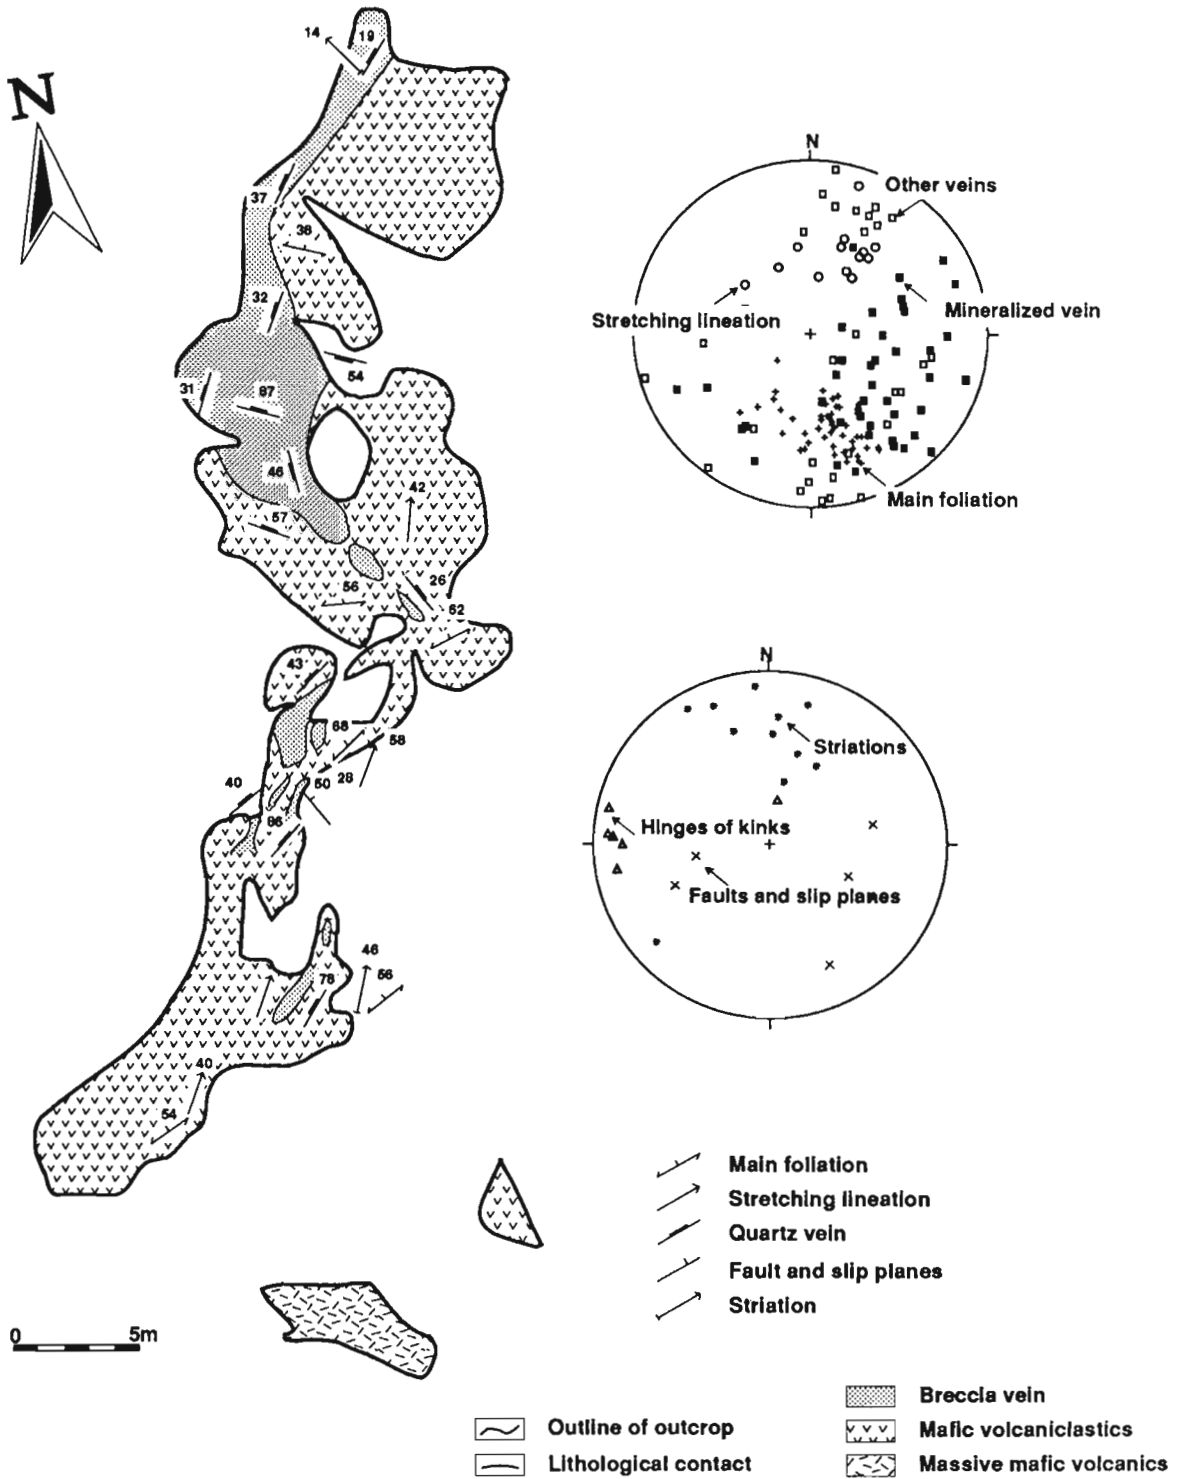 14
19
N
37
38
32
54
31
87
46
42
57
56
26
62
43
68
58
28
50
40
86
46
56
78
40
54
0 5m
N
Other veins
Mineralized vein
Stretching lineation
Main foliation
N
Striations
Hinges of kinks
Faults and slip planes
Main foliation
Stretching lineation
Quartz vein
Fault and slip planes
Striation
Outline of outcrop
Lithological contact
Breccia vein
Mafic volcaniclastics
Massive mafic volcanics